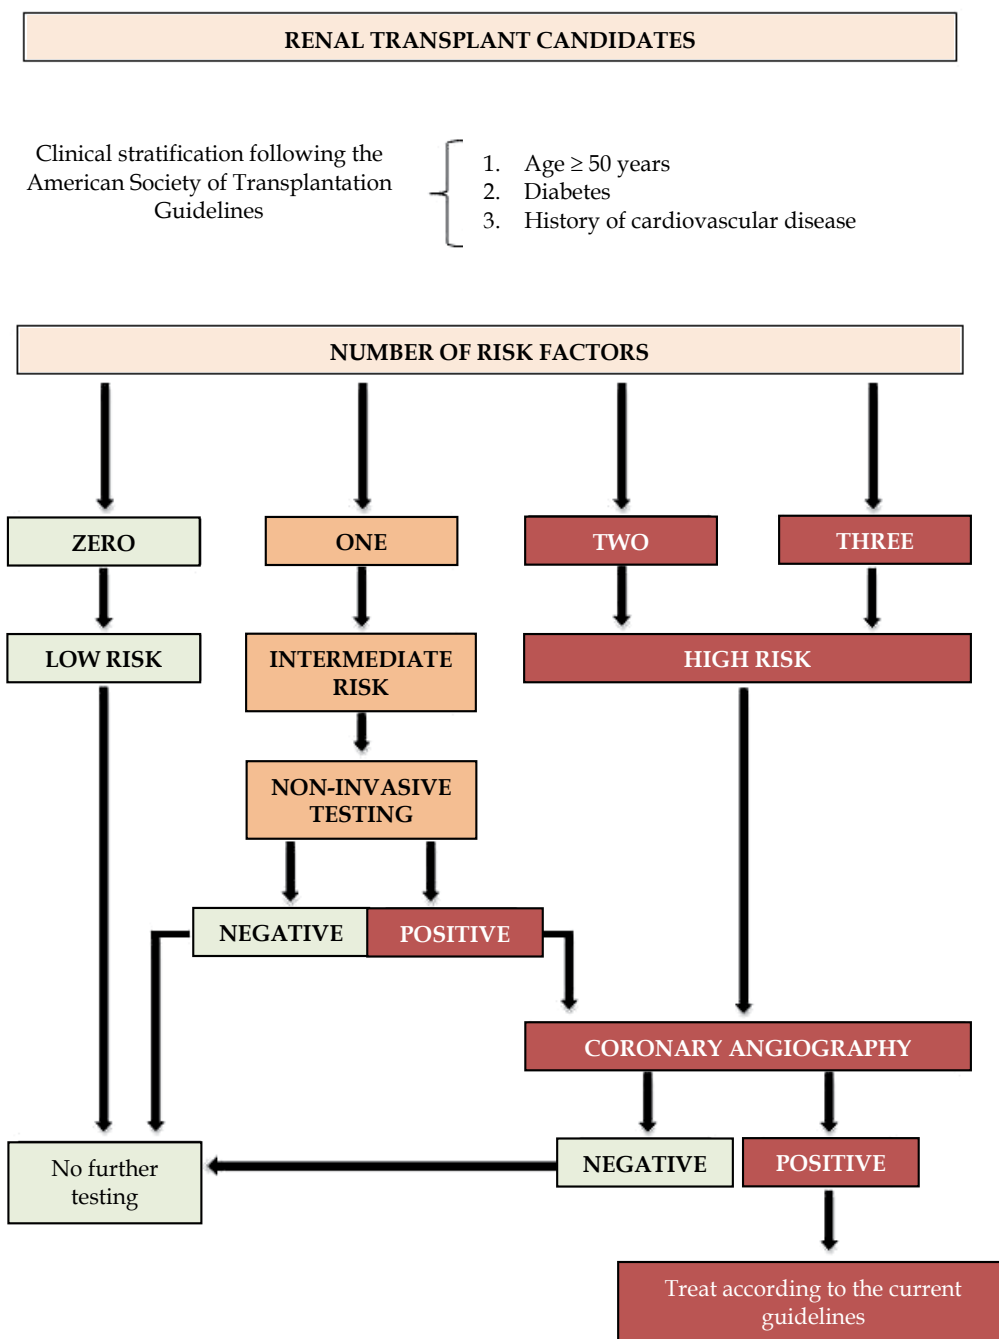 RENAL TRANSPLANT CANDIDATES
Clinical stratification following the
American Society of Transplantation
Guidelines
1. Age ≥ 50 years
2. Diabetes
3. History of cardiovascular disease
NUMBER OF RISK FACTORS
ZERO
ONE
TWO
THREE
LOW RISK
INTERMEDIATE
RISK
HIGH RISK
NON-INVASIVE
TESTING
NEGATIVE
POSITIVE
CORONARY ANGIOGRAPHY
No further
testing
NEGATIVE
POSITIVE
Treat according to the current
guidelines